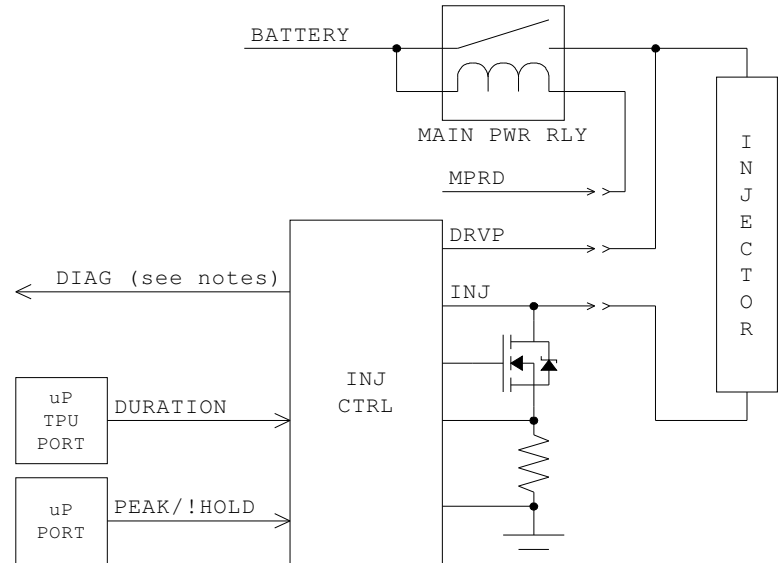 BATTERY
MAIN PWR RLY
MPRD
DRVP
DIAG (see notes)
INJ
INJ
CTRL
INJECTOR
uP
TPU
PORT
DURATION
uP
PORT
PEAK/!HOLD